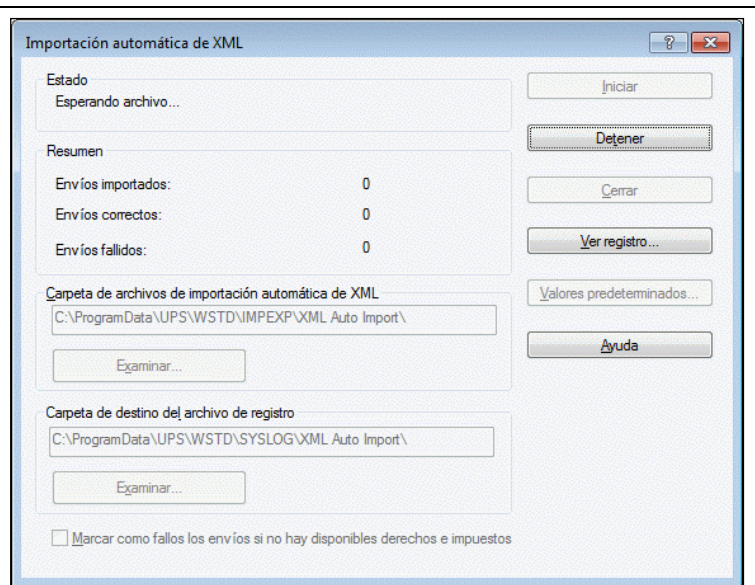 Importación automática de XML
Estado
Esperando archivo...
Resumen
Envíos importados: 0
Envíos correctos: 0
Envíos fallidos: 0
Carpeta de archivos de importación automática de XML
C:\ProgramData\UPS\WSTD\IMPEXP\XML Auto Import\
Examinar...
Carpeta de destino del archivo de registro
C:\ProgramData\UPS\WSTD\SYSLOG\XML Auto Import\
Examinar...
Marcar como fallos los envíos si no hay disponibles derechos e impuestos
Iniciar
Detener
Cerrar
Ver registro...
Valores predeterminados...
Ayuda